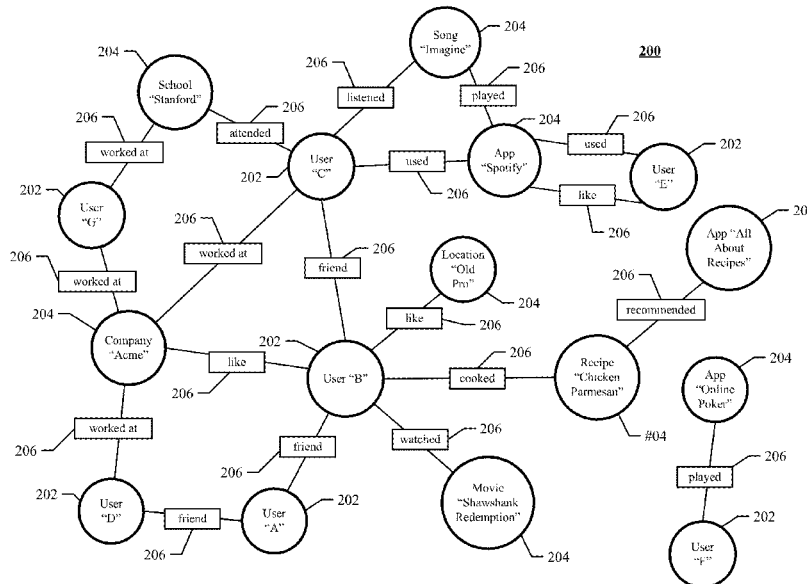 Song
"Imagine"
204
200
206
206
listened
played
204
School
"Stanford"
206
attended
206
worked at
204
206
used
202
User
"C"
202
used
206
App
"Spotify"
User
"E"
like
206
202
User
"G"
206
worked at
206
friend
Location
"Old
Pro"
204
20
App "All
About
Recipes"
206
worked at
206
recommended
204
Company
"Acme"
like
206
202
like
206
User "B"
206
cooked
Recipe
"Chicken
Parmesan"
#04
204
App
"Online
Poker"
worked at
206
friend
206
watched
206
played
206
202
User
"D"
friend
206
User
"A"
202
Movie
"Shawshank
Redemption"
204
202
User
"F"